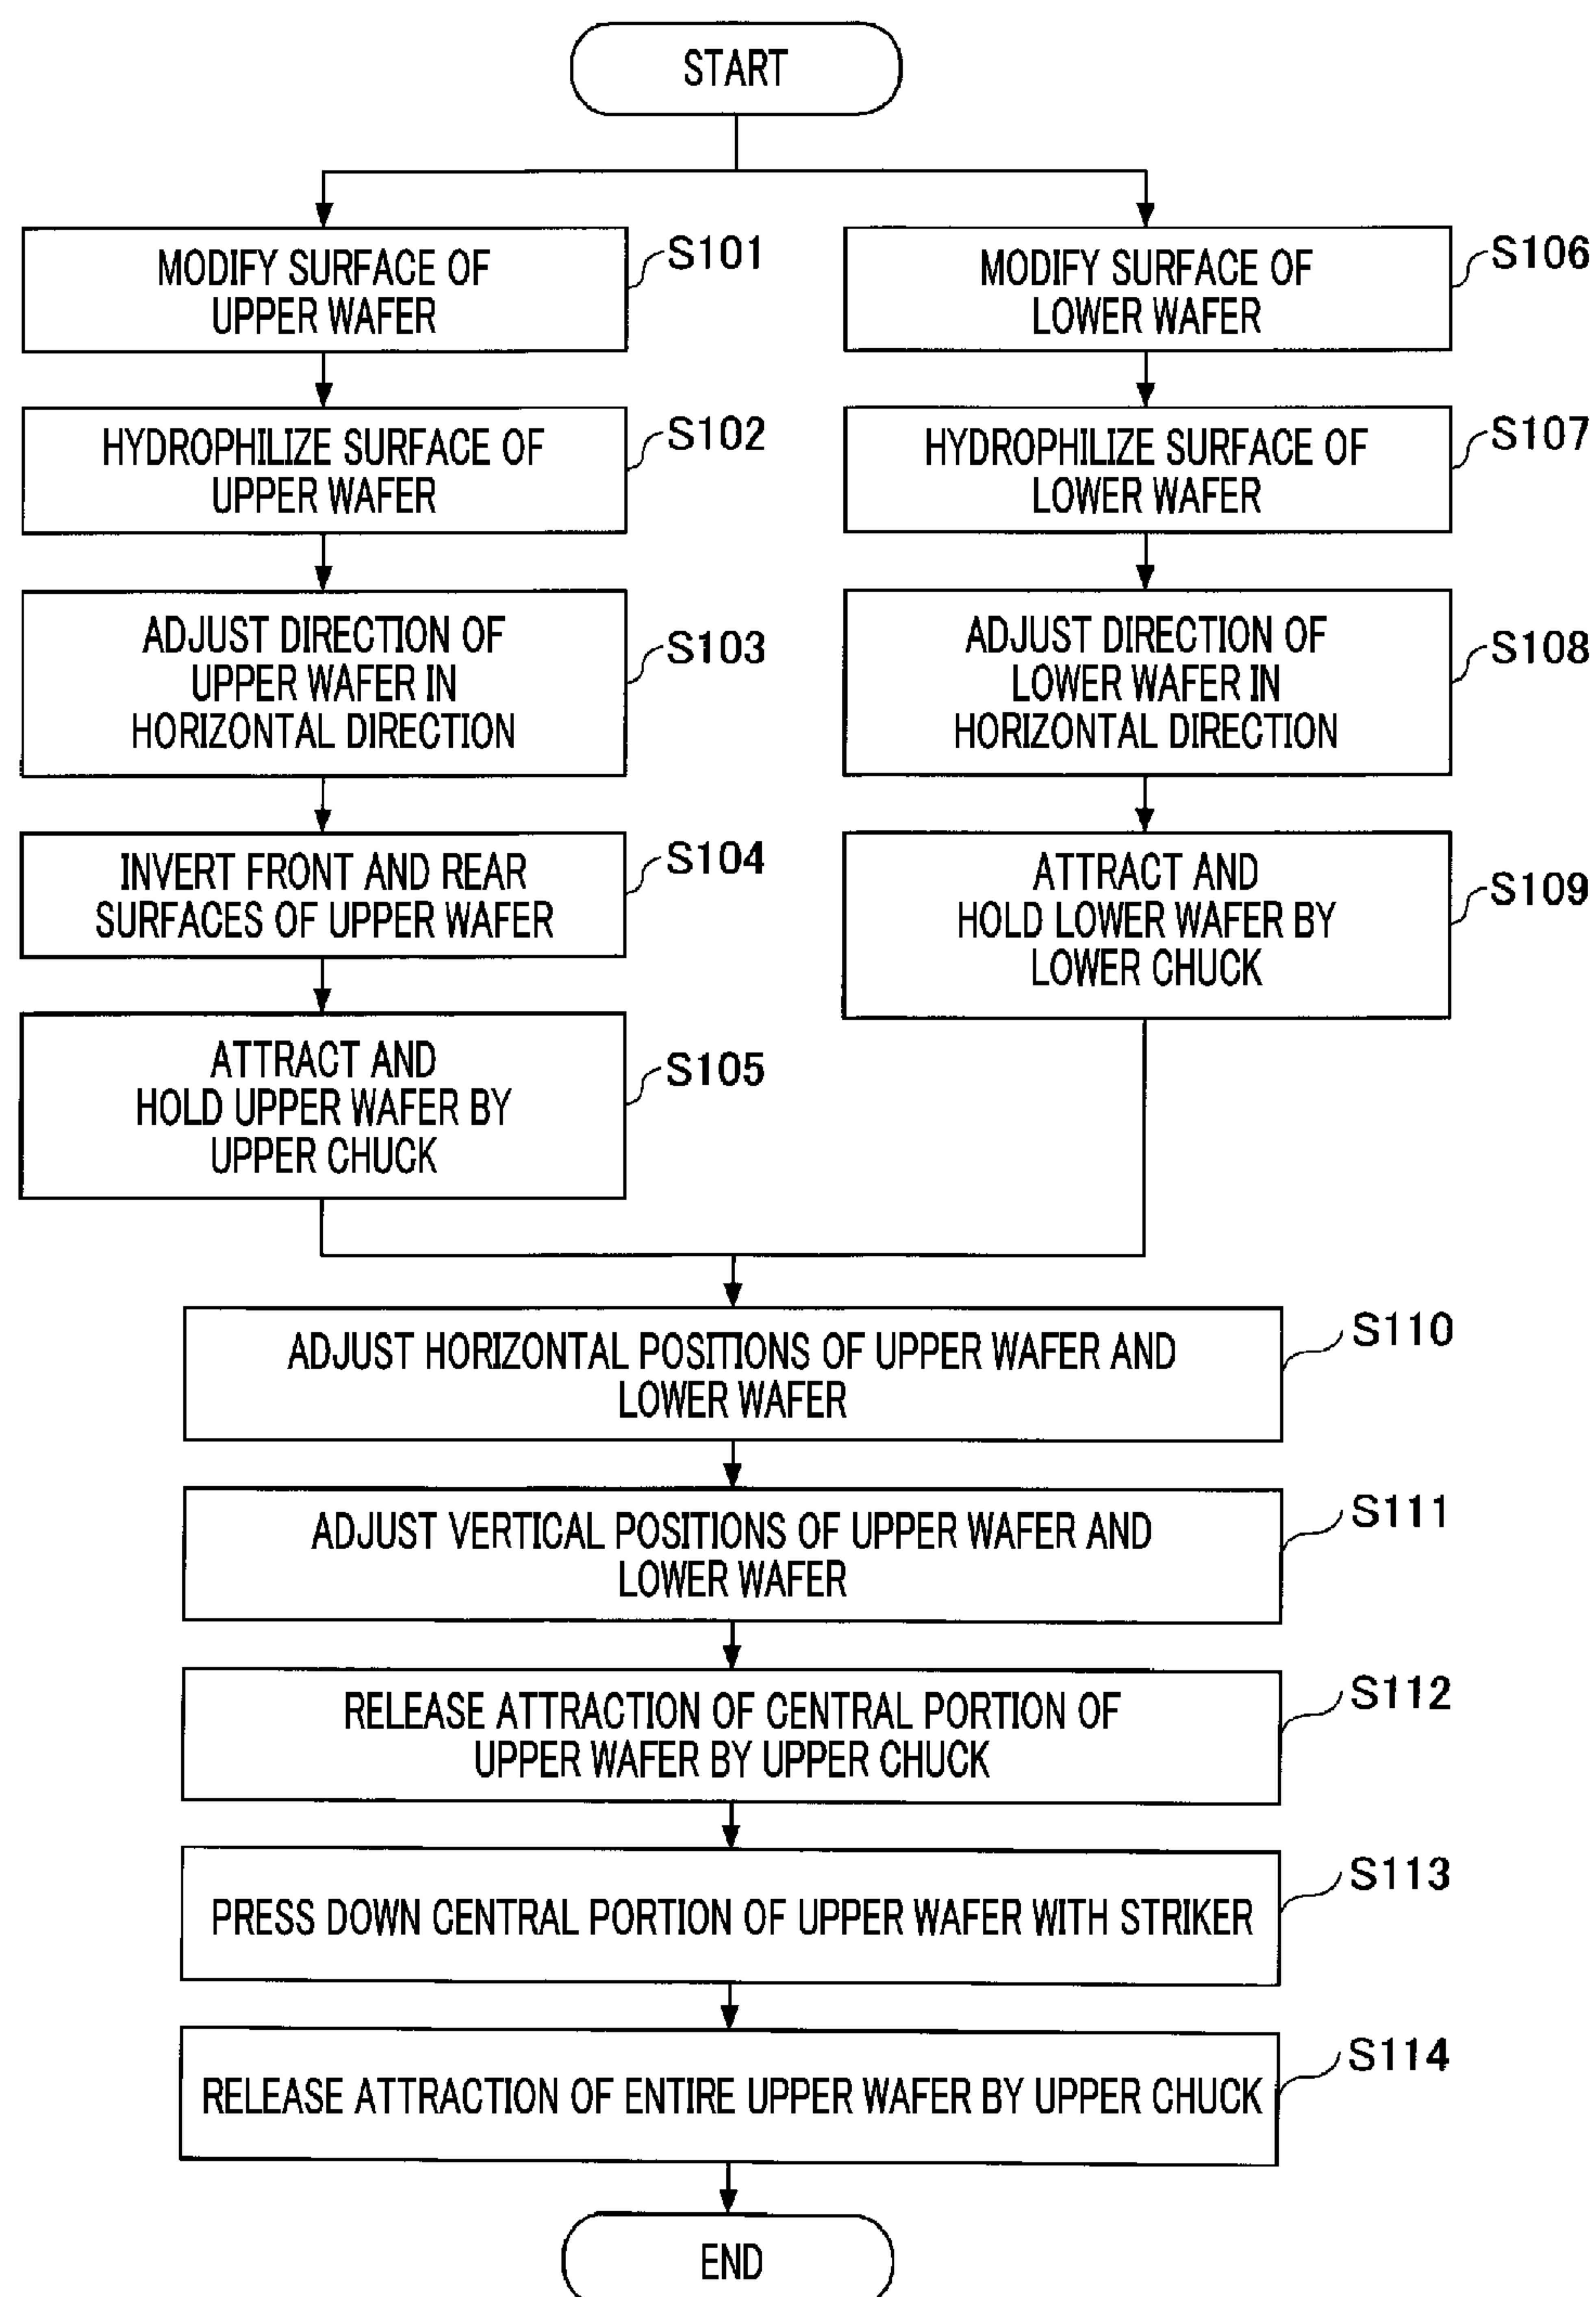 START
MODIFY SURFACE OF
UPPER WAFER
S101
HYDROPHILIZE SURFACE OF
UPPER WAFER
S102
ADJUST DIRECTION OF
UPPER WAFER IN
HORIZONTAL DIRECTION
S103
INVERT FRONT AND REAR
SURFACES OF UPPER WAFER
S104
ATTRACT AND
HOLD UPPER WAFER BY
UPPER CHUCK
S105
MODIFY SURFACE OF
LOWER WAFER
S106
HYDROPHILIZE SURFACE OF
LOWER WAFER
S107
ADJUST DIRECTION OF
LOWER WAFER IN
HORIZONTAL DIRECTION
S108
ATTRACT AND
HOLD LOWER WAFER BY
LOWER CHUCK
S109
ADJUST HORIZONTAL POSITIONS OF UPPER WAFER AND
LOWER WAFER
S110
ADJUST VERTICAL POSITIONS OF UPPER WAFER AND
LOWER WAFER
S111
RELEASE ATTRACTION OF CENTRAL PORTION OF
UPPER WAFER BY UPPER CHUCK
S112
PRESS DOWN CENTRAL PORTION OF UPPER WAFER WITH STRIKER
S113
RELEASE ATTRACTION OF ENTIRE UPPER WAFER BY UPPER CHUCK
S114
END